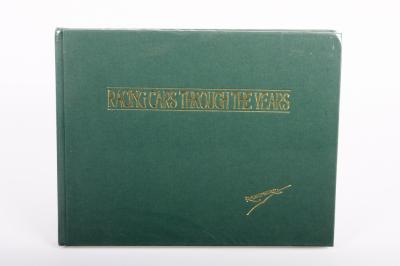 RACING CARS THROUGH THE YEARS